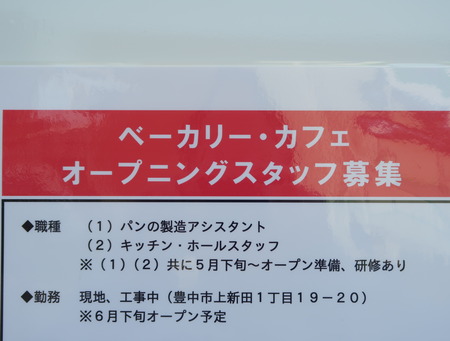 ベーカリー・カフェ
オープニングスタッフ募集
◆職種 （１）パンの製造アシスタント
（２）キッチン・ホールスタッフ
※（１）（２）共に５月下旬～オープン準備、研修あり
◆勤務 現地、工事中（豊中市上新田１丁目１９－２０）
※６月下旬オープン予定